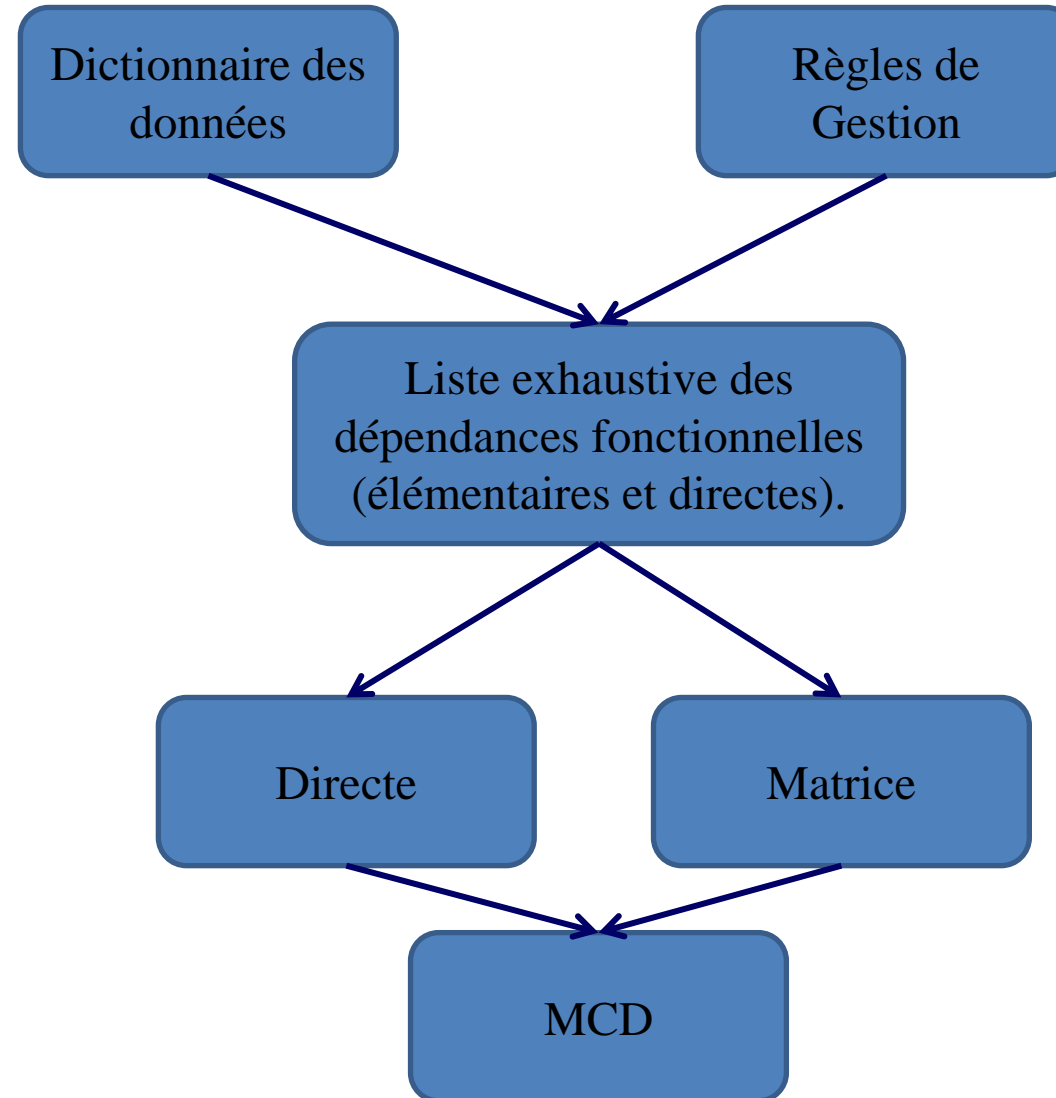 Dictionnaire des
données
Règles de
Gestion
Liste exhaustive des
dépendances fonctionnelles
(élémentaires et directes).
Directe
Matrice
MCD